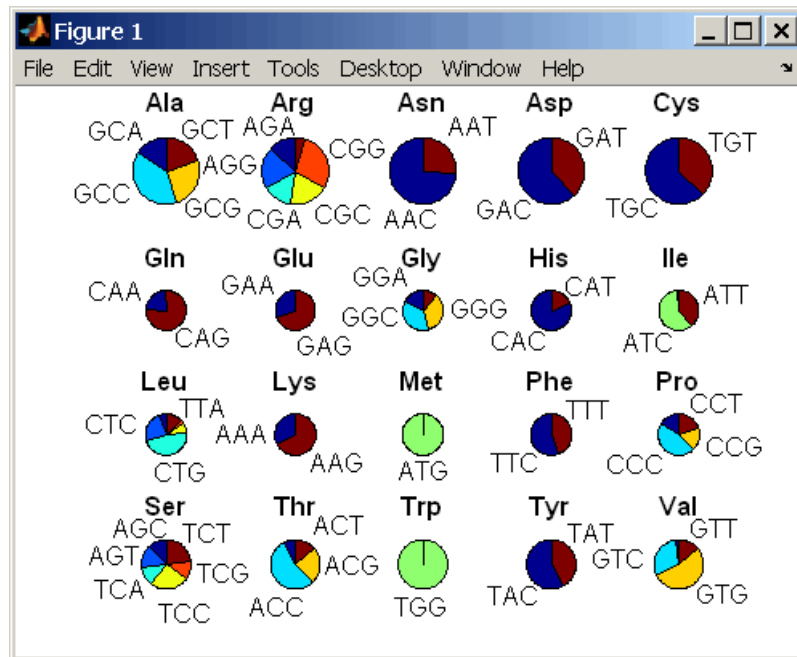 Figure 1
File Edit View Insert Tools Desktop Window Help
Ala Arg Asn Asp Cys
GCA GCT AGA AAT GAT TGT
CGG
AGG
GCC GCG CGA CGC AAC GAC TGC
Gln Glu Gly His Ile
GGA
CAA GAA CAT ATT
GGC GGG
CAG GAG CAC ATC
Leu Lys Met Phe Pro
TTA TTT CCT
CTC AAA CCG
CTG AAG ATG TTC CCC
Ser Thr Trp Tyr Val
AGC TCT ACT TAT GTT
AGT TCG ACG GTC
TCA TAC GTG
TCC ACC TGG